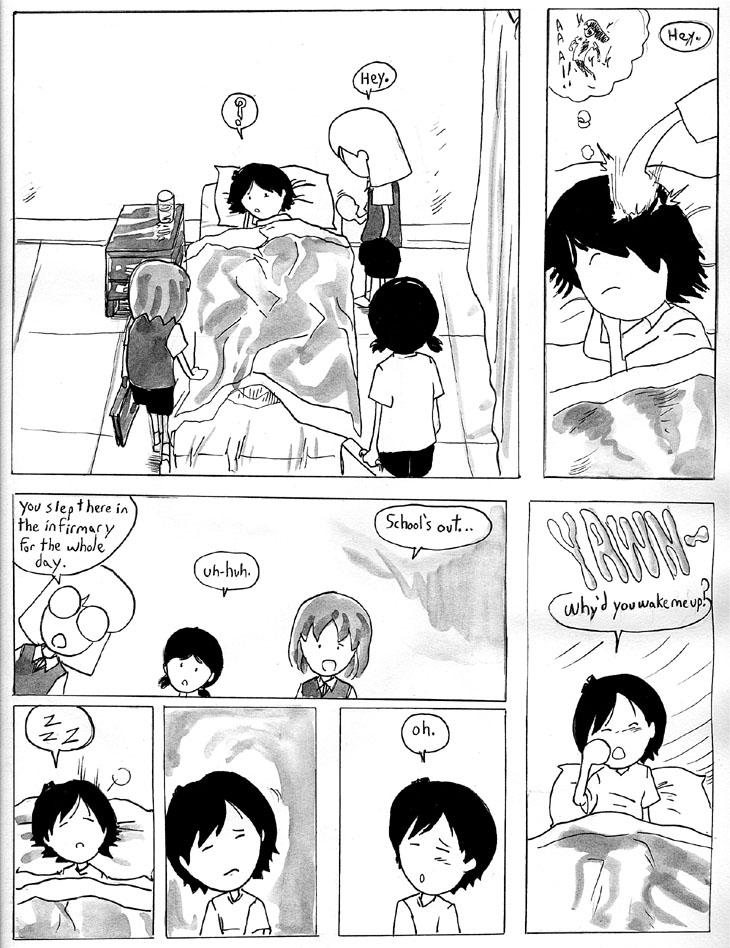 Hey.
A
A
A
!!
Hey.
?
YAWN~
Why'd you wake me up?
School's out...
uh-huh.
You slept there in
the infirmary
for the whole
day.
oh.
Z
Z Z